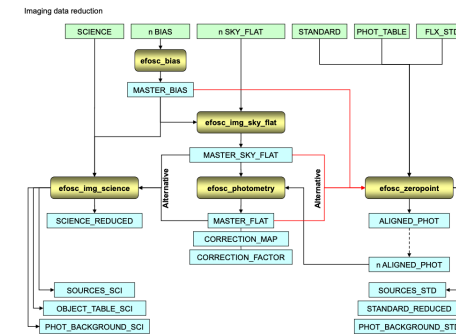 Imaging data reduction
SCIENCE
n BIAS
n SKY_FLAT
STANDARD
PHOT_TABLE
FLX_STD
efosc_bias
MASTER_BIAS
efosc_img_sky_flat
MASTER_SKY_FLAT
Alternative
Alternative
efosc_img_science
efosc_photometry
efosc_zeropoint
SCIENCE_REDUCED
MASTER_FLAT
ALIGNED_PHOT
CORRECTION_MAP
CORRECTION_FACTOR
n ALIGNED_PHOT
SOURCES_SCI
SOURCES_STD
OBJECT_TABLE_SCI
STANDARD_REDUCED
PHOT_BACKGROUND_SCI
PHOT_BACKGROUND_STD